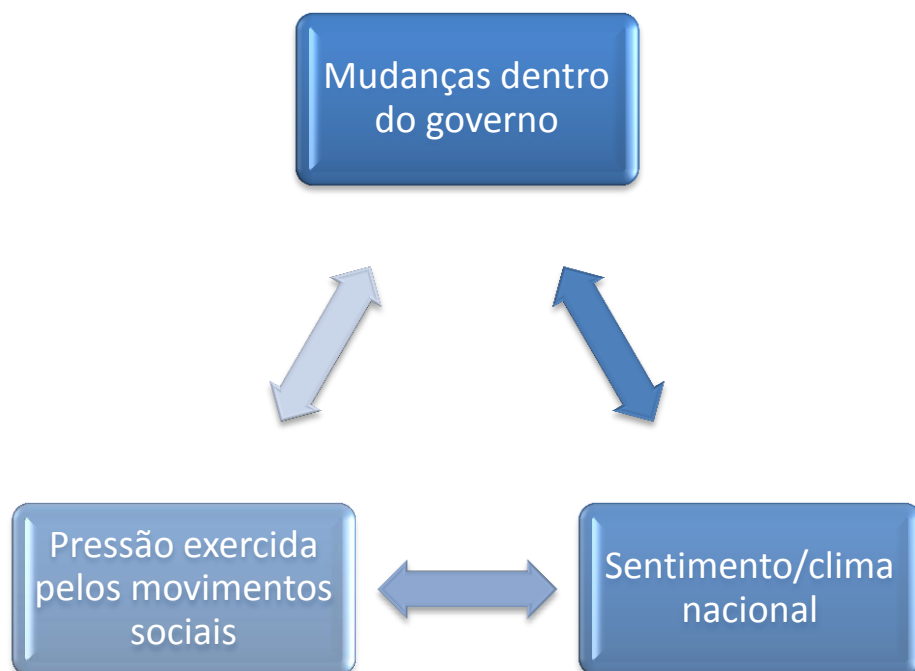 Mudanças dentro
do governo
Pressão exercida
pelos movimentos
sociais
Sentimento/clima
nacional